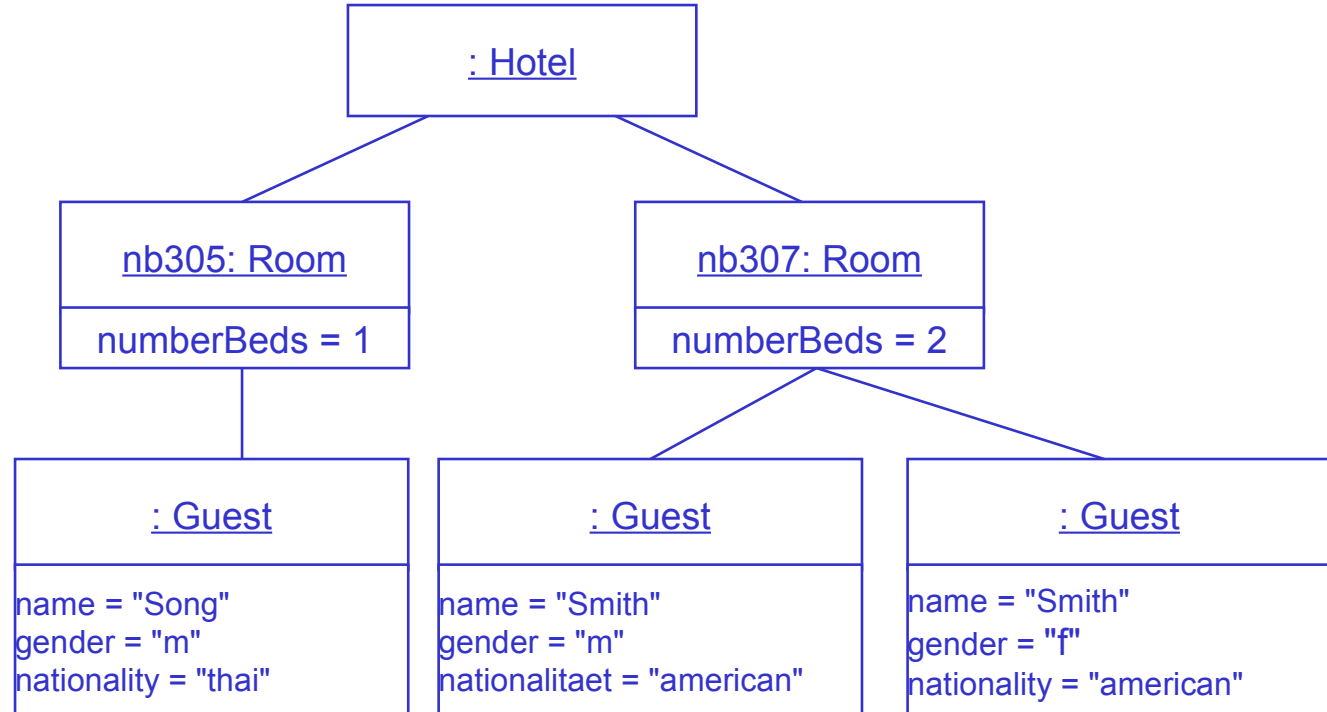 : Hotel
nb305: Room
numberBeds = 1
nb307: Room
numberBeds = 2
: Guest
name = "Song"
gender = "m"
nationality = "thai"
: Guest
name = "Smith"
gender = "m"
nationalitaet = "american"
: Guest
name = "Smith"
gender = "f"
nationality = "american"